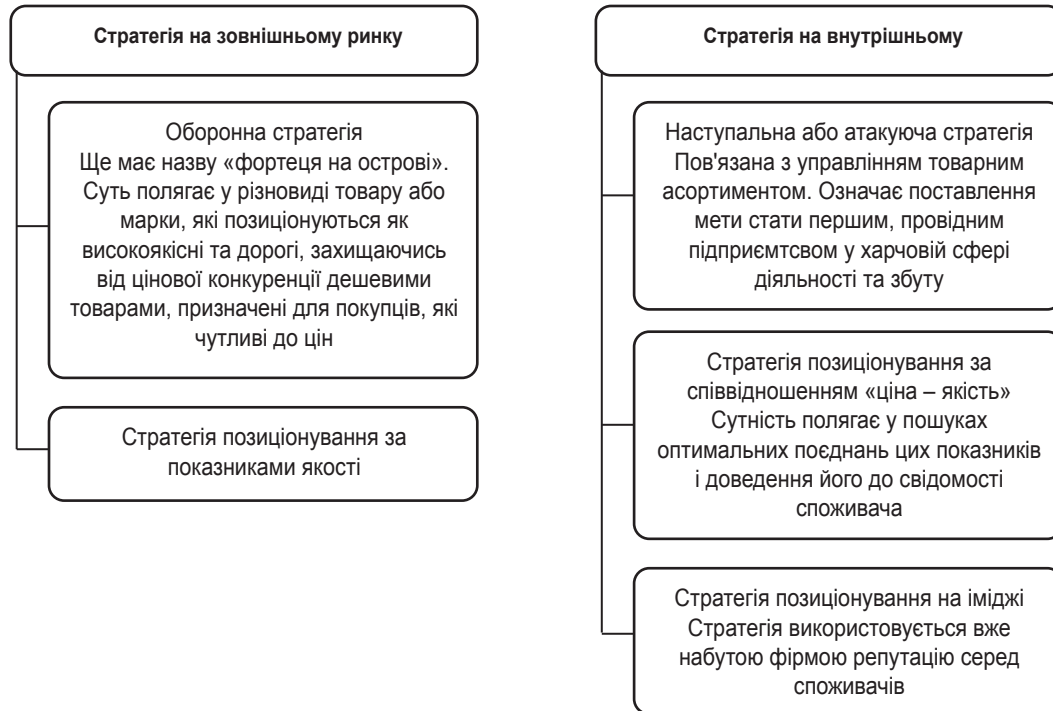 Стратегія на зовнішньому ринку
Оборонна стратегія
Ще має назву «фортеця на острові».
Суть полягає у різновиді товару або
марки, які позиціонуються як
високоякісні та дорогі, захищаючись
від цінової конкуренції дешевими
товарами, призначені для покупців, які
чутливі до цін
Стратегія позиціонування за
показниками якості
Стратегія на внутрішньому
Наступальна або атакуюча стратегія
Пов'язана з управлінням товарним
асортиментом. Означає поставлення
мети стати першим, провідним
підприємтсвом у харчовій сфері
діяльності та збуту
Стратегія позиціонування за
співвідношенням «ціна – якість»
Сутність полягає у пошуках
оптимальних поєднань цих показників
і доведення його до свідомості
споживача
Стратегія позиціонування на іміджі
Стратегія використовується вже
набутою фірмою репутацію серед
споживачів